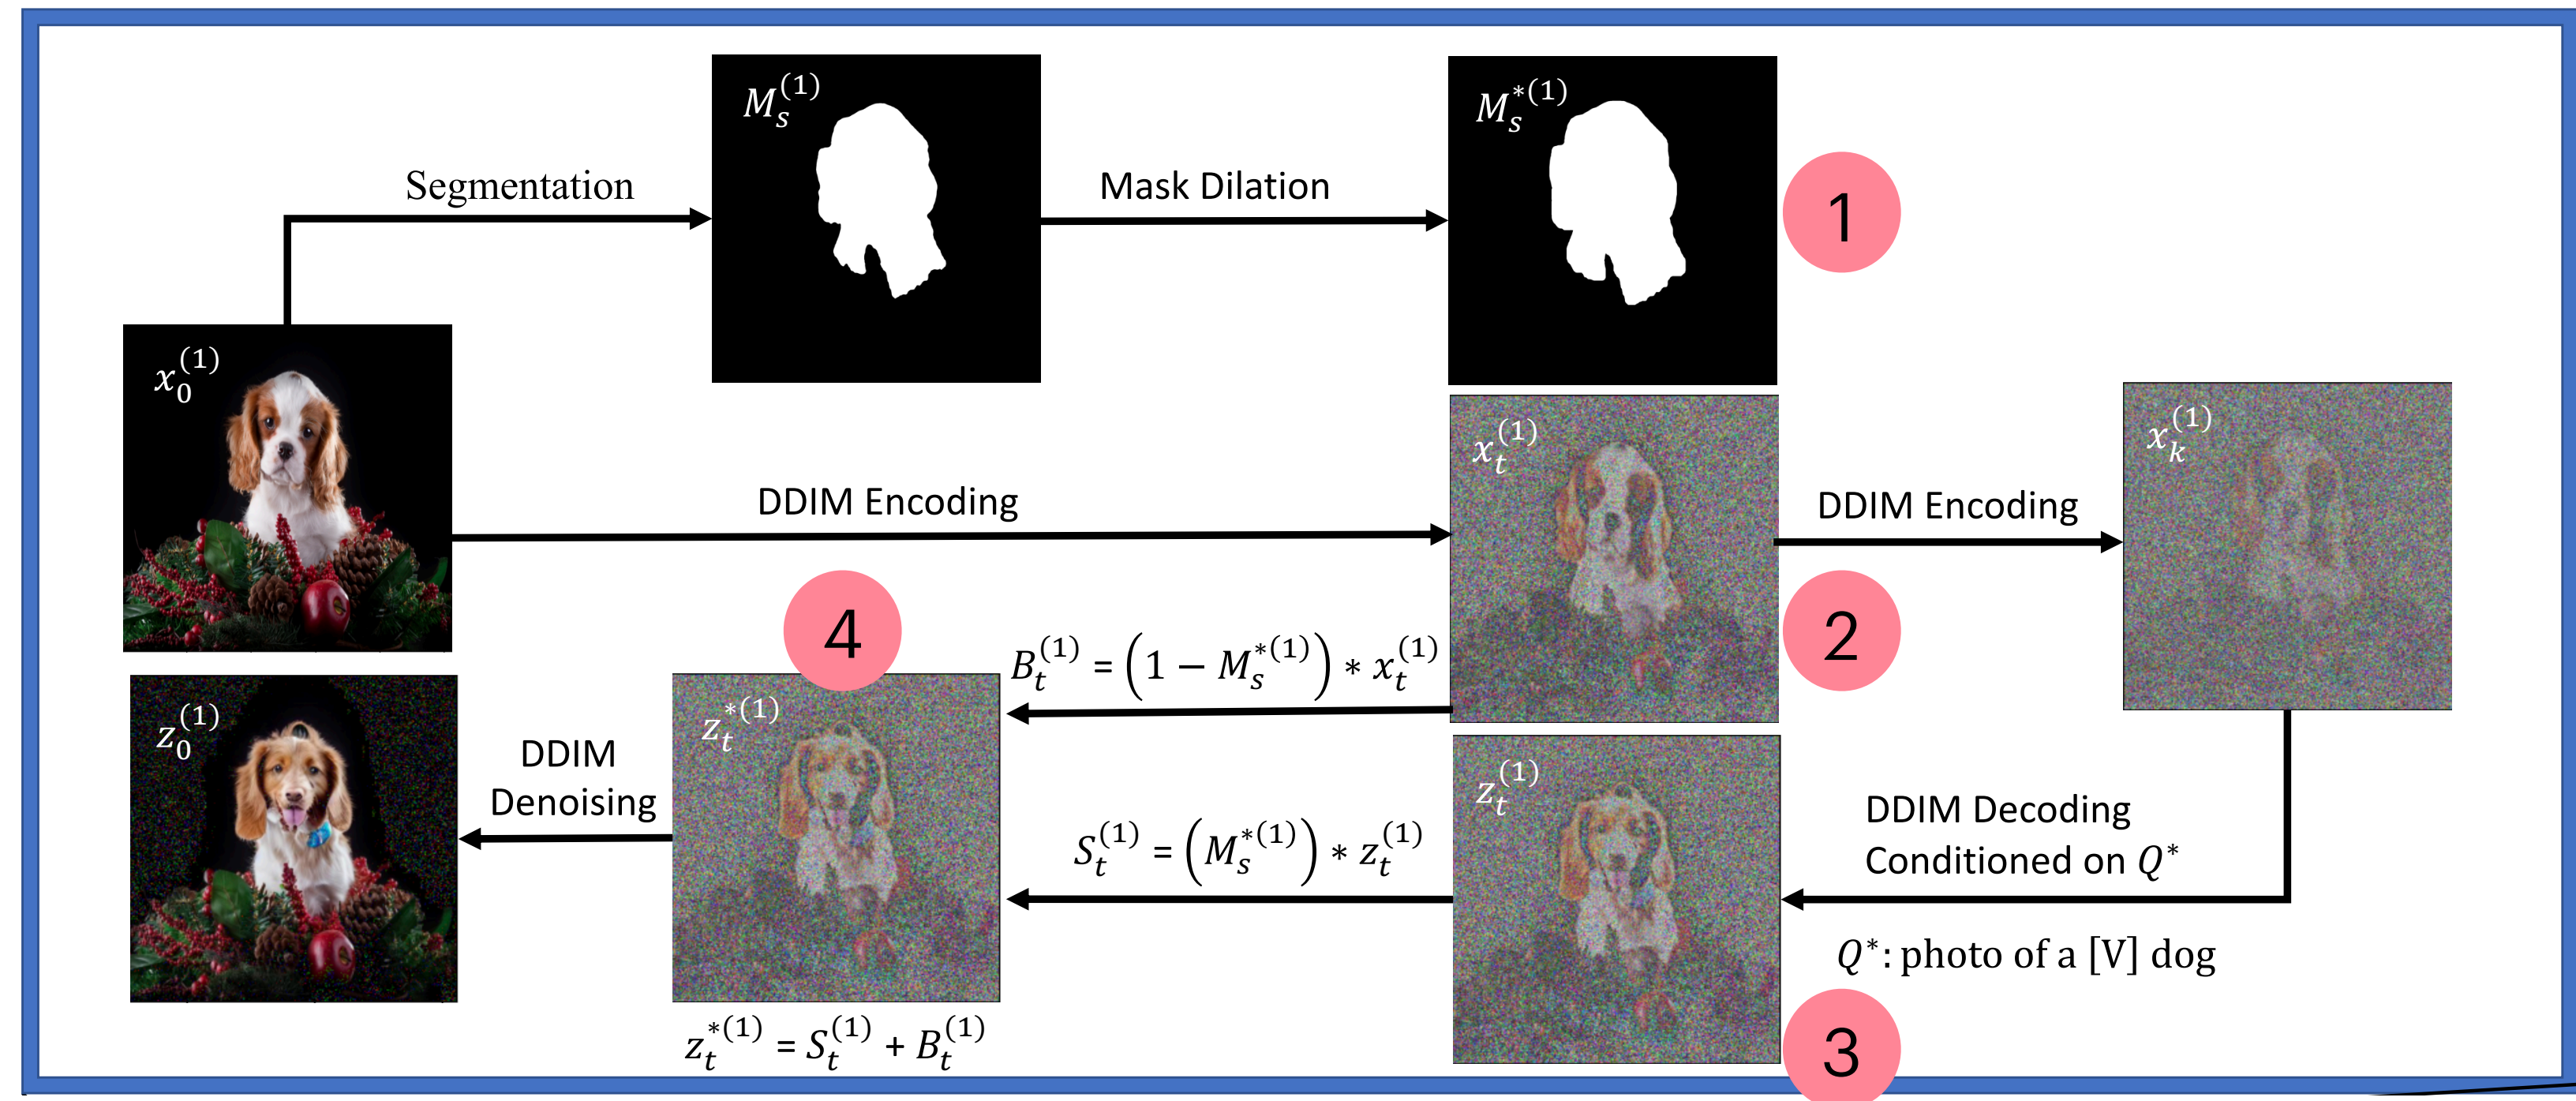 M_s^{(1)}
M_s^{*(1)}
Segmentation
Mask Dilation
1
x_0^{(1)}
x_t^{(1)}
x_k^{(1)}
DDIM Encoding
DDIM Encoding
4
2
B_t^{(1)} = (1 − M_s^{*(1)}) ∗ x_t^{(1)}
z_0^{(1)}
DDIM
Denoising
z_t^{*(1)}
S_t^{(1)} = (M_s^{*(1)}) ∗ z_t^{(1)}
z_t^{(1)}
DDIM Decoding
Conditioned on Q*
Q*: photo of a [V] dog
z_t^{*(1)} = S_t^{(1)} + B_t^{(1)}
3